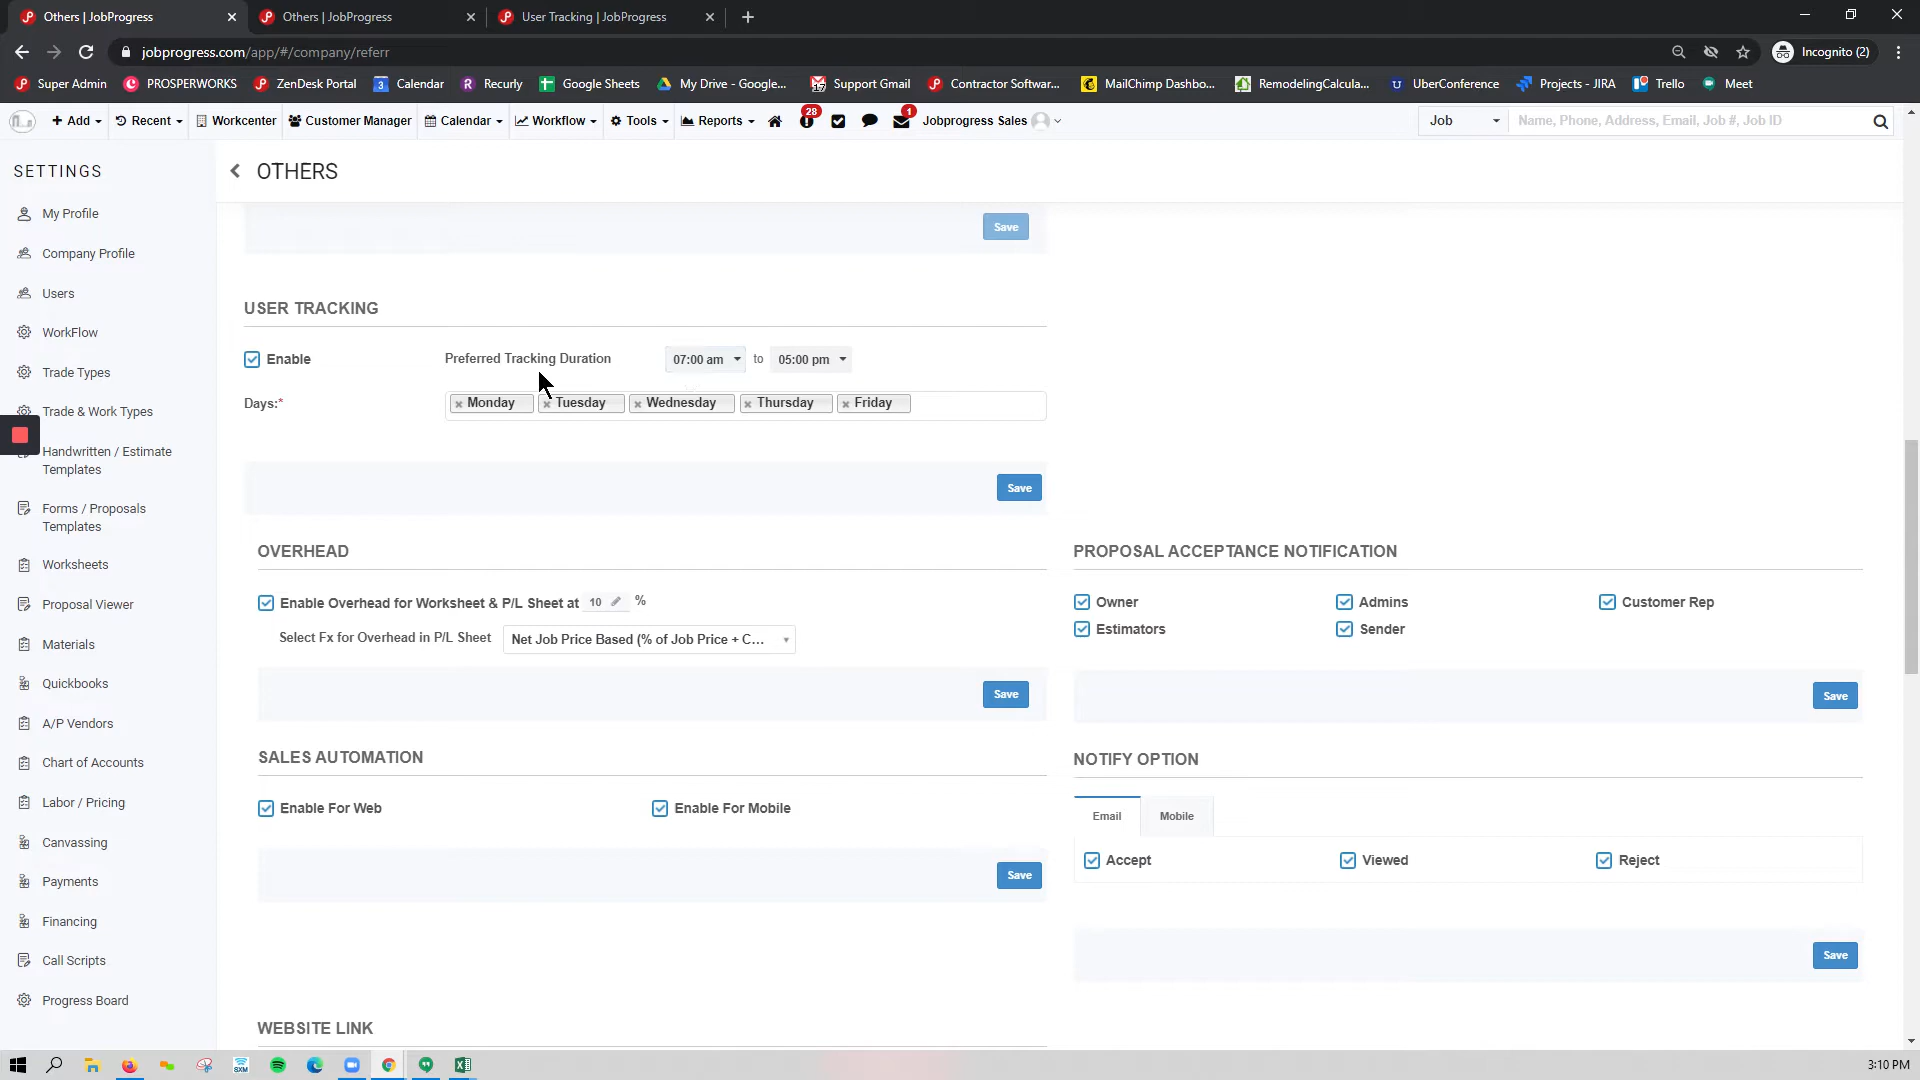 Others | JobProgress
Others | JobProgress
User Tracking | JobProgress
jobprogress.com/app/#/company/referr
Incognito (2)
Super Admin
PROSPERWORKS
ZenDesk Portal
Calendar
Recurly
Google Sheets
My Drive - Google...
Support Gmail
Contractor Softwar...
MailChimp Dashbo...
RemodelingCalcula...
UberConference
Projects - JIRA
Trello
Meet
Add
Recent
Workcenter
Customer Manager
Calendar
Workflow
Tools
Reports
28
1
Jobprogress Sales
Job
Name, Phone, Address, Email, Job #, Job ID
SETTINGS
My Profile
Company Profile
Users
WorkFlow
Trade Types
Trade & Work Types
Handwritten / Estimate
Templates
Forms / Proposals
Templates
Worksheets
Proposal Viewer
Materials
Quickbooks
A/P Vendors
Chart of Accounts
Labor / Pricing
Canvassing
Payments
Financing
Call Scripts
Progress Board
OTHERS
Save
USER TRACKING
Enable
Preferred Tracking Duration
07:00 am to 05:00 pm
Days:*
× Monday × Tuesday × Wednesday × Thursday × Friday
Save
OVERHEAD
Enable Overhead for Worksheet & P/L Sheet at 10 %
Select Fx for Overhead in P/L Sheet
Net Job Price Based (% of Job Price + C...
Save
PROPOSAL ACCEPTANCE NOTIFICATION
Owner
Admins
Customer Rep
Estimators
Sender
Save
SALES AUTOMATION
Enable For Web
Enable For Mobile
Save
NOTIFY OPTION
Email
Mobile
Accept
Viewed
Reject
Save
WEBSITE LINK
3:10 PM